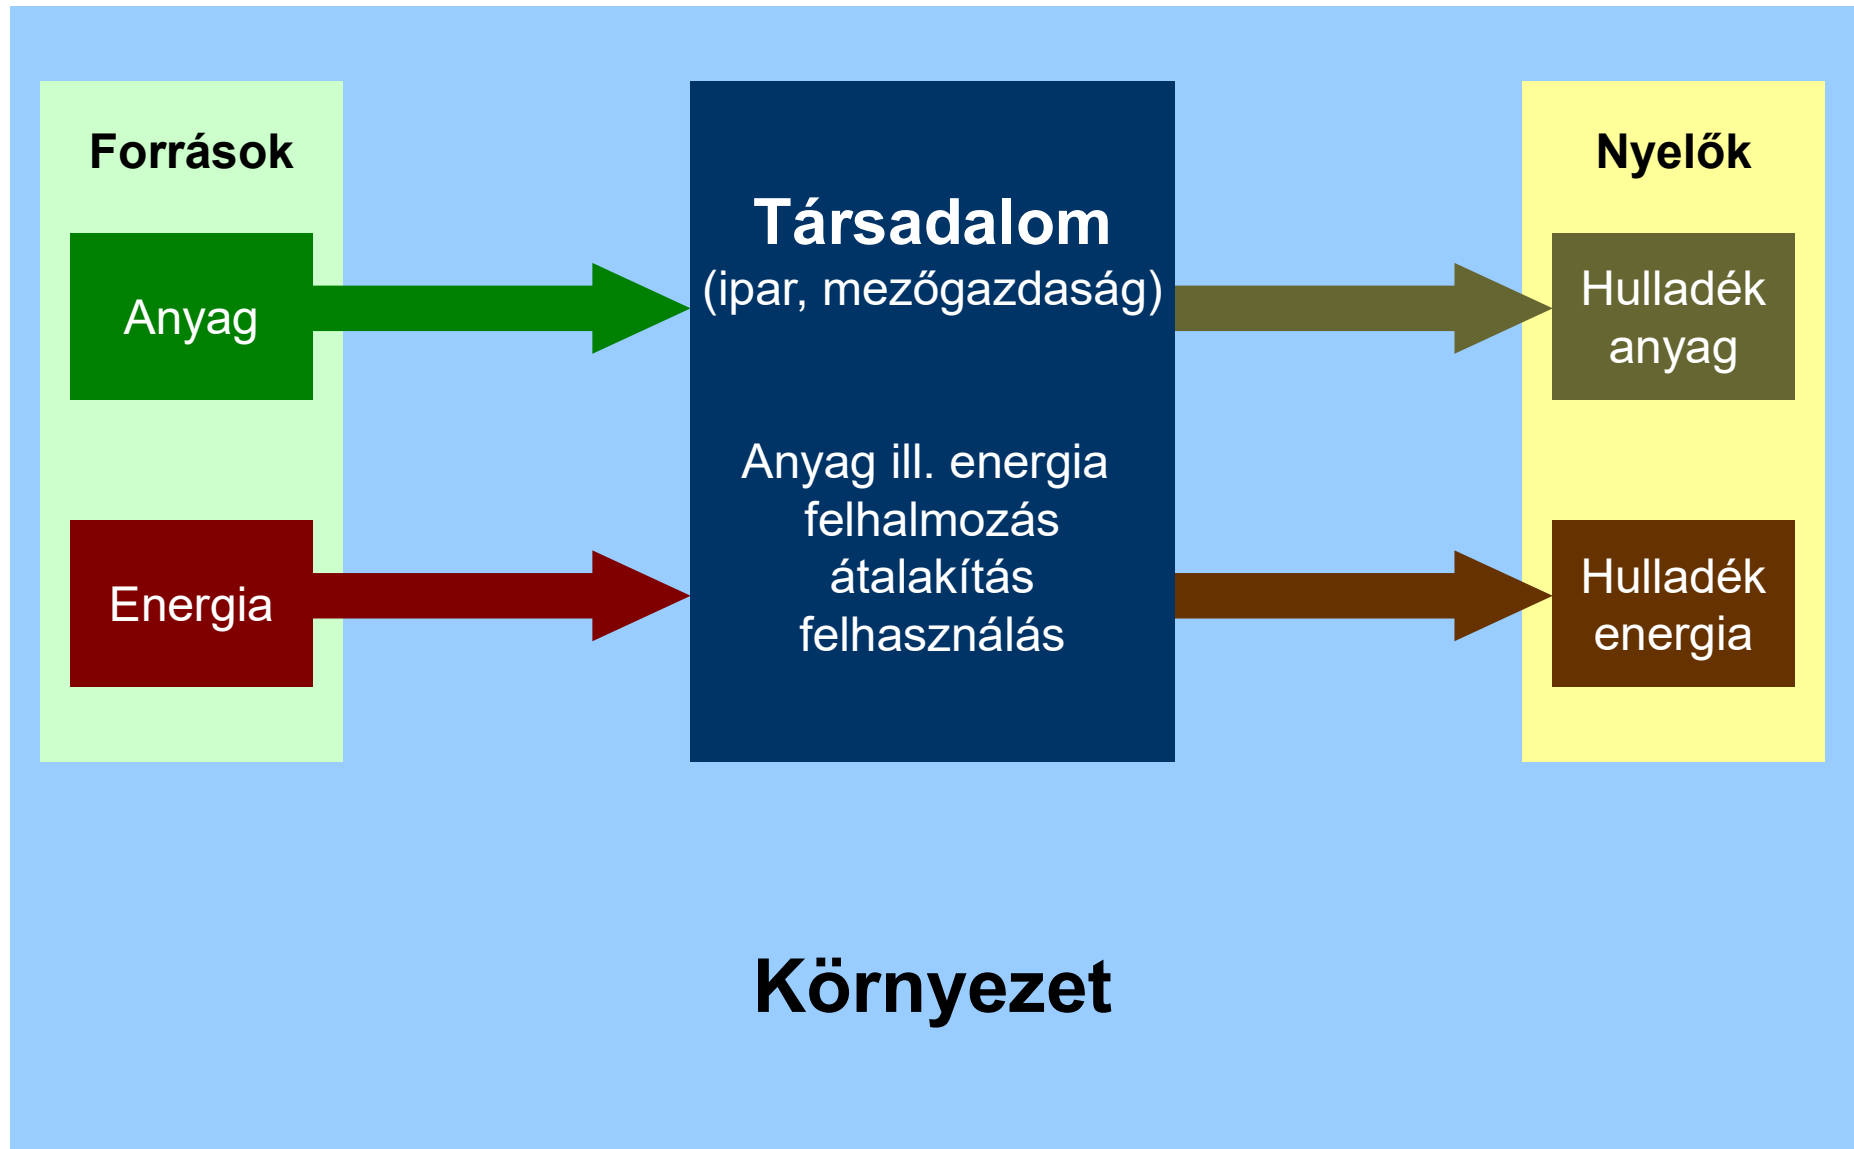 Források
Anyag
Energia
Társadalom
(ipar, mezőgazdaság)
Anyag ill. energia
felhalmozás
átalakítás
felhasználás
Nyelők
Hulladék
anyag
Hulladék
energia
Környezet